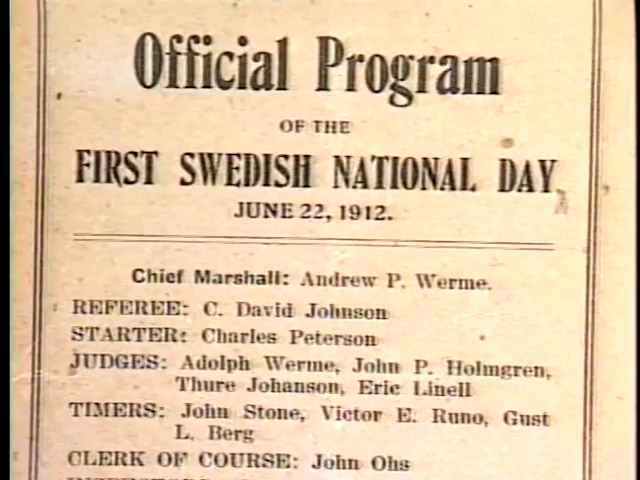 Official Program
OF THE
FIRST SWEDISH NATIONAL DAY
JUNE 22, 1912.
Chief Marshall: Andrew P. Werme.
REFEREE: C. David Johnson
STARTER: Charles Peterson
JUDGES: Adolph Werme, John P. Holmgren,
Thure Johanson, Eric Linell
TIMERS: John Stone, Victor E. Runo, Gust
L. Berg
CLERK OF COURSE: John Ohs